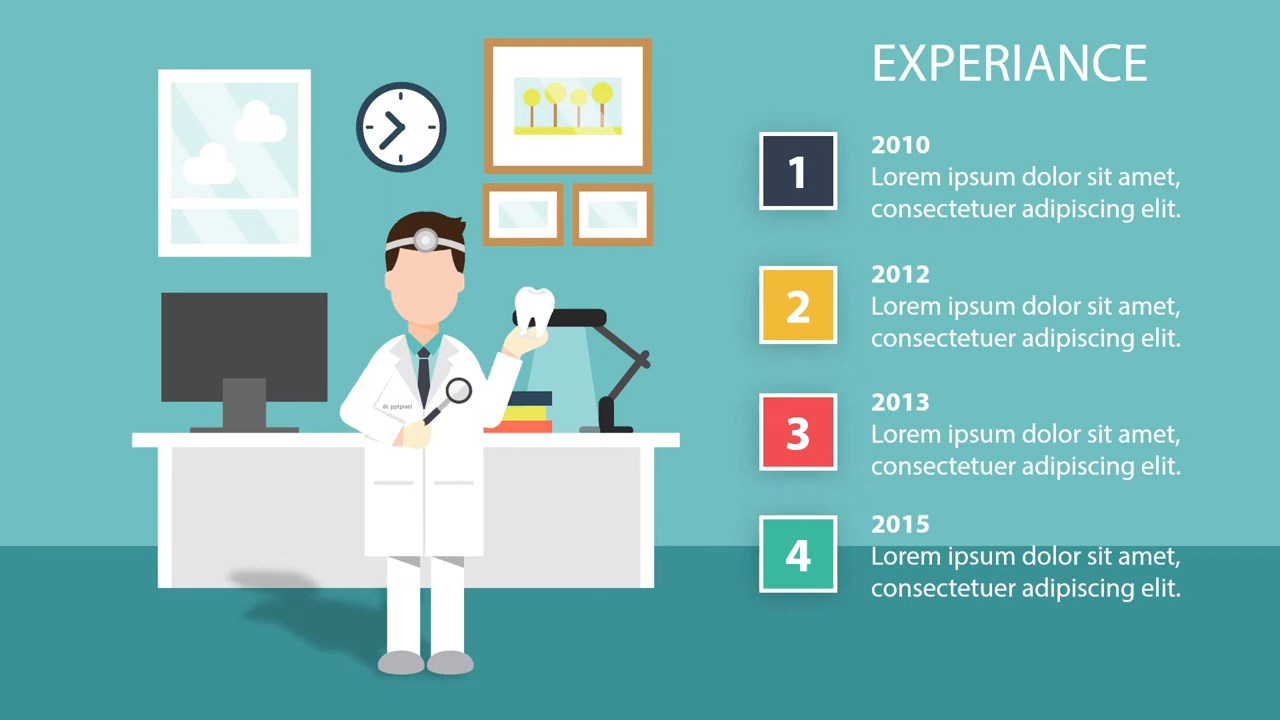 EXPERIANCE
1
2010
Lorem ipsum dolor sit amet,
consectetuer adipiscing elit.
2
2012
Lorem ipsum dolor sit amet,
consectetuer adipiscing elit.
3
2013
Lorem ipsum dolor sit amet,
consectetuer adipiscing elit.
4
2015
Lorem ipsum dolor sit amet,
consectetuer adipiscing elit.
dr. pptpixel